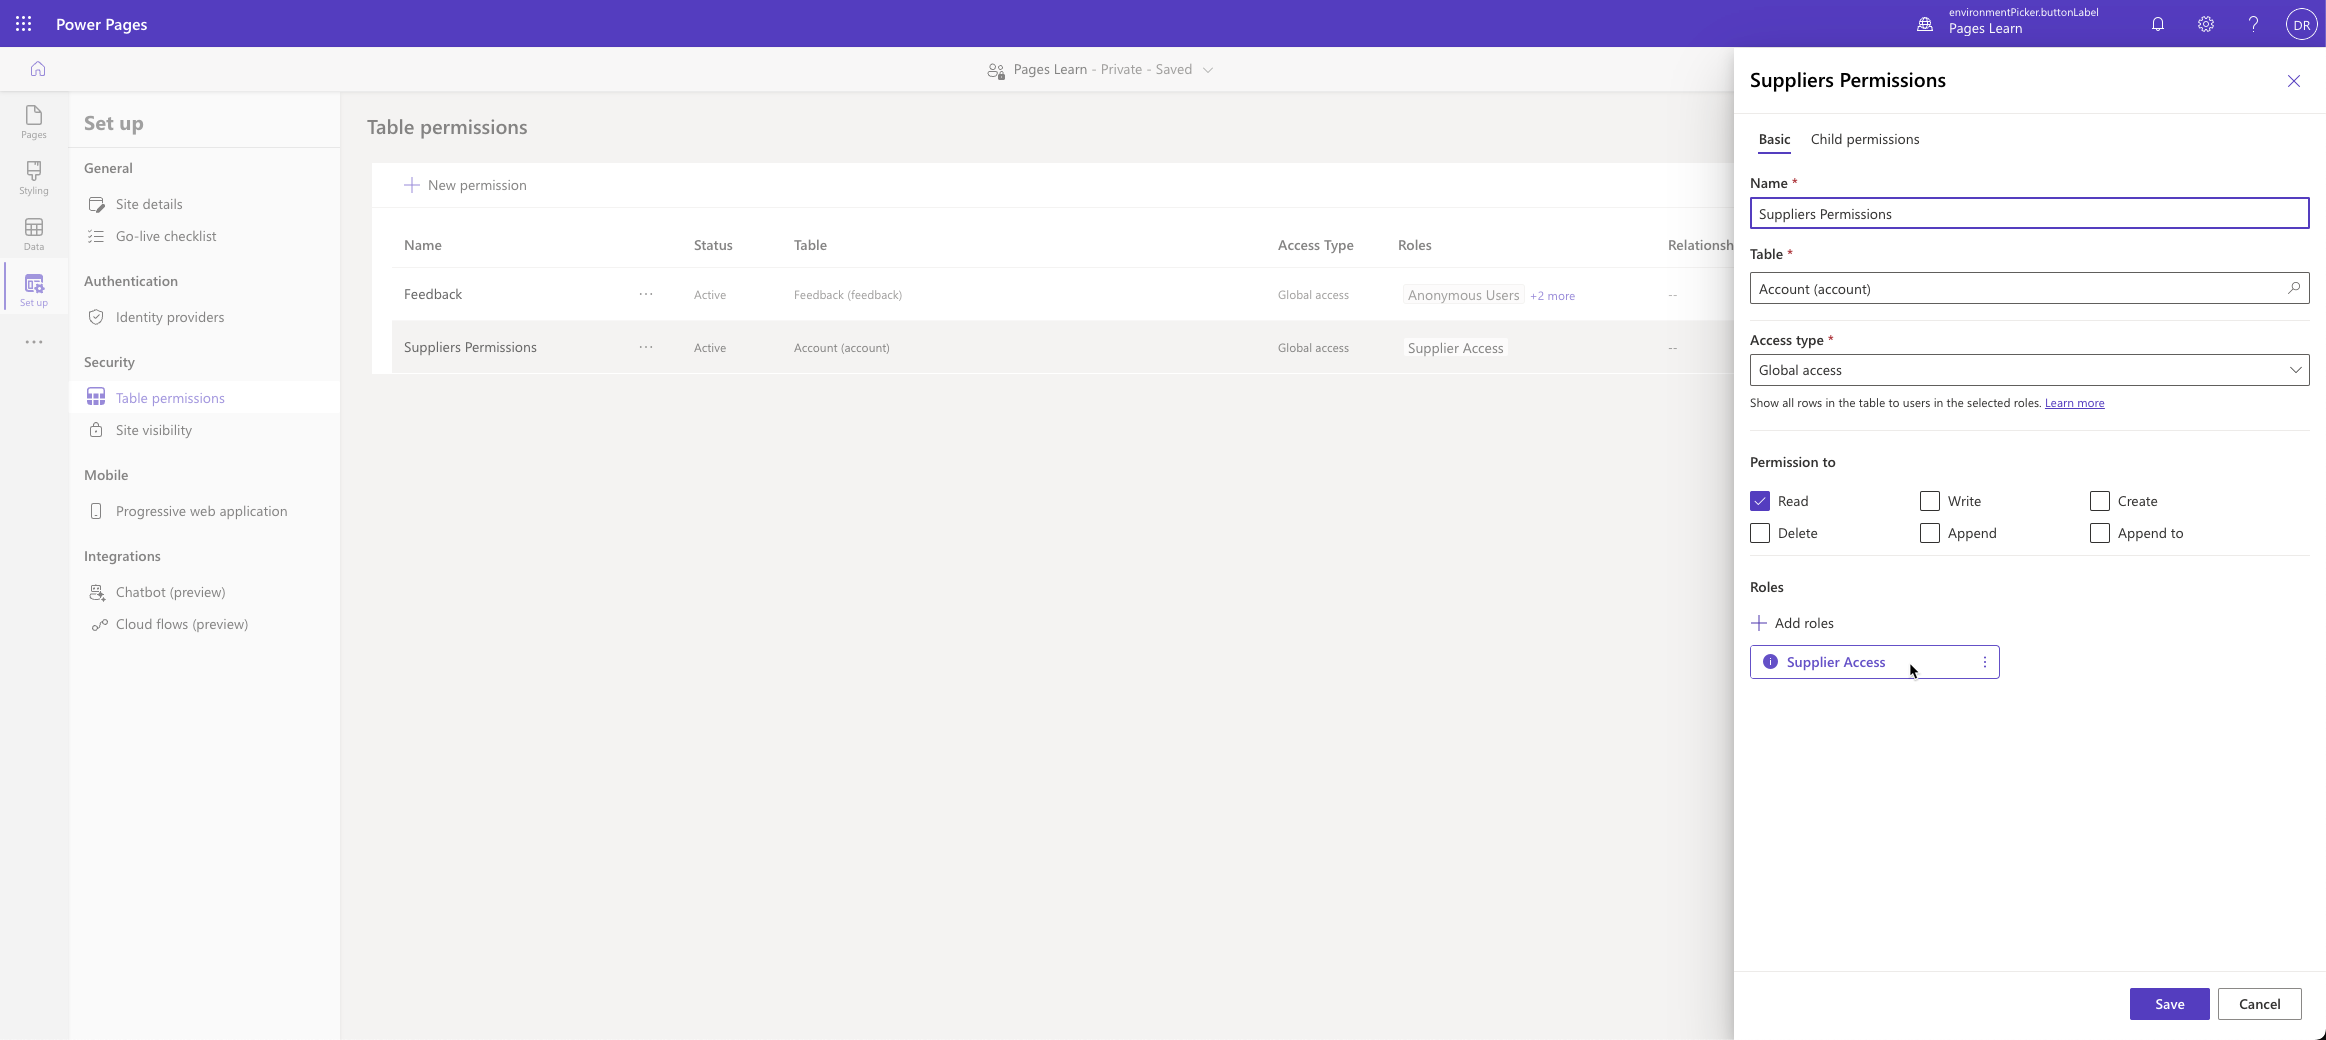 Power Pages
environmentPicker.buttonLabel
Pages Learn
DR
Pages Learn - Private - Saved
Pages
Styling
Data
Set up
Set up
General
Site details
Go-live checklist
Authentication
Identity providers
Security
Table permissions
Site visibility
Mobile
Progressive web application
Integrations
Chatbot (preview)
Cloud flows (preview)
Table permissions
New permission
Name Status Table Access Type Roles Relationsh
Feedback ··· Active Feedback (feedback) Global access Anonymous Users +2 more --
Suppliers Permissions ··· Active Account (account) Global access Supplier Access --
Suppliers Permissions
Basic Child permissions
Name *
Suppliers Permissions
Table *
Account (account)
Access type *
Global access
Show all rows in the table to users in the selected roles. Learn more
Permission to
Read Write Create
Delete Append Append to
Roles
Add roles
Supplier Access
Save Cancel